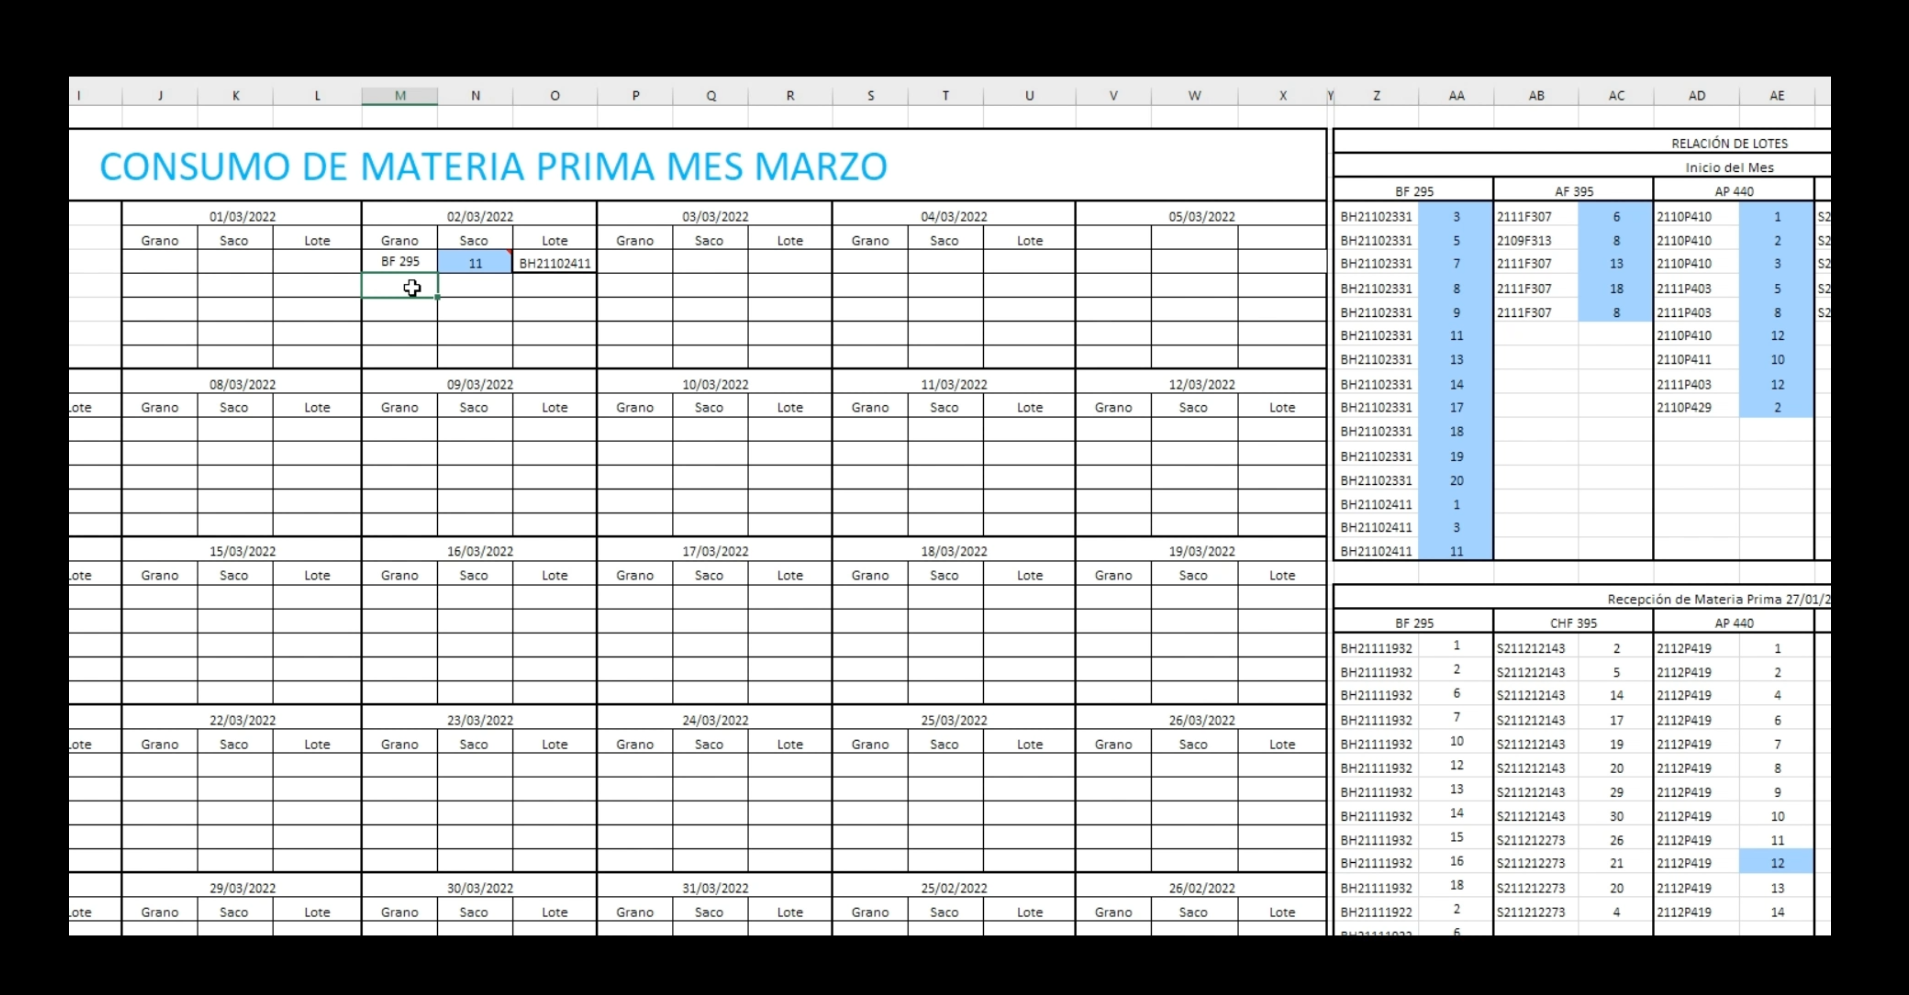 I J K L M N O P Q R S T U V W X Y Z AA AB AC AD AE
CONSUMO DE MATERIA PRIMA MES MARZO
01/03/2022 02/03/2022 03/03/2022 04/03/2022 05/03/2022
Grano Saco Lote Grano Saco Lote Grano Saco Lote Grano Saco Lote
BF 295 11 BH21102411
08/03/2022 09/03/2022 10/03/2022 11/03/2022 12/03/2022
ote Grano Saco Lote Grano Saco Lote Grano Saco Lote Grano Saco Lote Grano Saco Lote
15/03/2022 16/03/2022 17/03/2022 18/03/2022 19/03/2022
ote Grano Saco Lote Grano Saco Lote Grano Saco Lote Grano Saco Lote Grano Saco Lote
22/03/2022 23/03/2022 24/03/2022 25/03/2022 26/03/2022
ote Grano Saco Lote Grano Saco Lote Grano Saco Lote Grano Saco Lote Grano Saco Lote
29/03/2022 30/03/2022 31/03/2022 25/02/2022 26/02/2022
ote Grano Saco Lote Grano Saco Lote Grano Saco Lote Grano Saco Lote Grano Saco Lote
RELACIÓN DE LOTES
Inicio del Mes
BF 295 AF 395 AP 440
BH21102331 3 2111F307 6 2110P410 1 S2
BH21102331 5 2109F313 8 2110P410 2 S2
BH21102331 7 2111F307 13 2110P410 3 S2
BH21102331 8 2111F307 18 2111P403 5 S2
BH21102331 9 2111F307 8 2111P403 8 S2
BH21102331 11 2110P410 12
BH21102331 13 2110P411 10
BH21102331 14 2111P403 12
BH21102331 17 2110P429 2
BH21102331 18
BH21102331 19
BH21102331 20
BH21102411 1
BH21102411 3
BH21102411 11
Recepción de Materia Prima 27/01/2
BF 295 CHF 395 AP 440
BH21111932 1 S211212143 2 2112P419 1
BH21111932 2 S211212143 5 2112P419 2
BH21111932 6 S211212143 14 2112P419 4
BH21111932 7 S211212143 17 2112P419 6
BH21111932 10 S211212143 19 2112P419 7
BH21111932 12 S211212143 20 2112P419 8
BH21111932 13 S211212143 29 2112P419 9
BH21111932 14 S211212143 30 2112P419 10
BH21111932 15 S211212273 26 2112P419 11
BH21111932 16 S211212273 21 2112P419 12
BH21111932 18 S211212273 20 2112P419 13
BH21111922 2 S211212273 4 2112P419 14
6